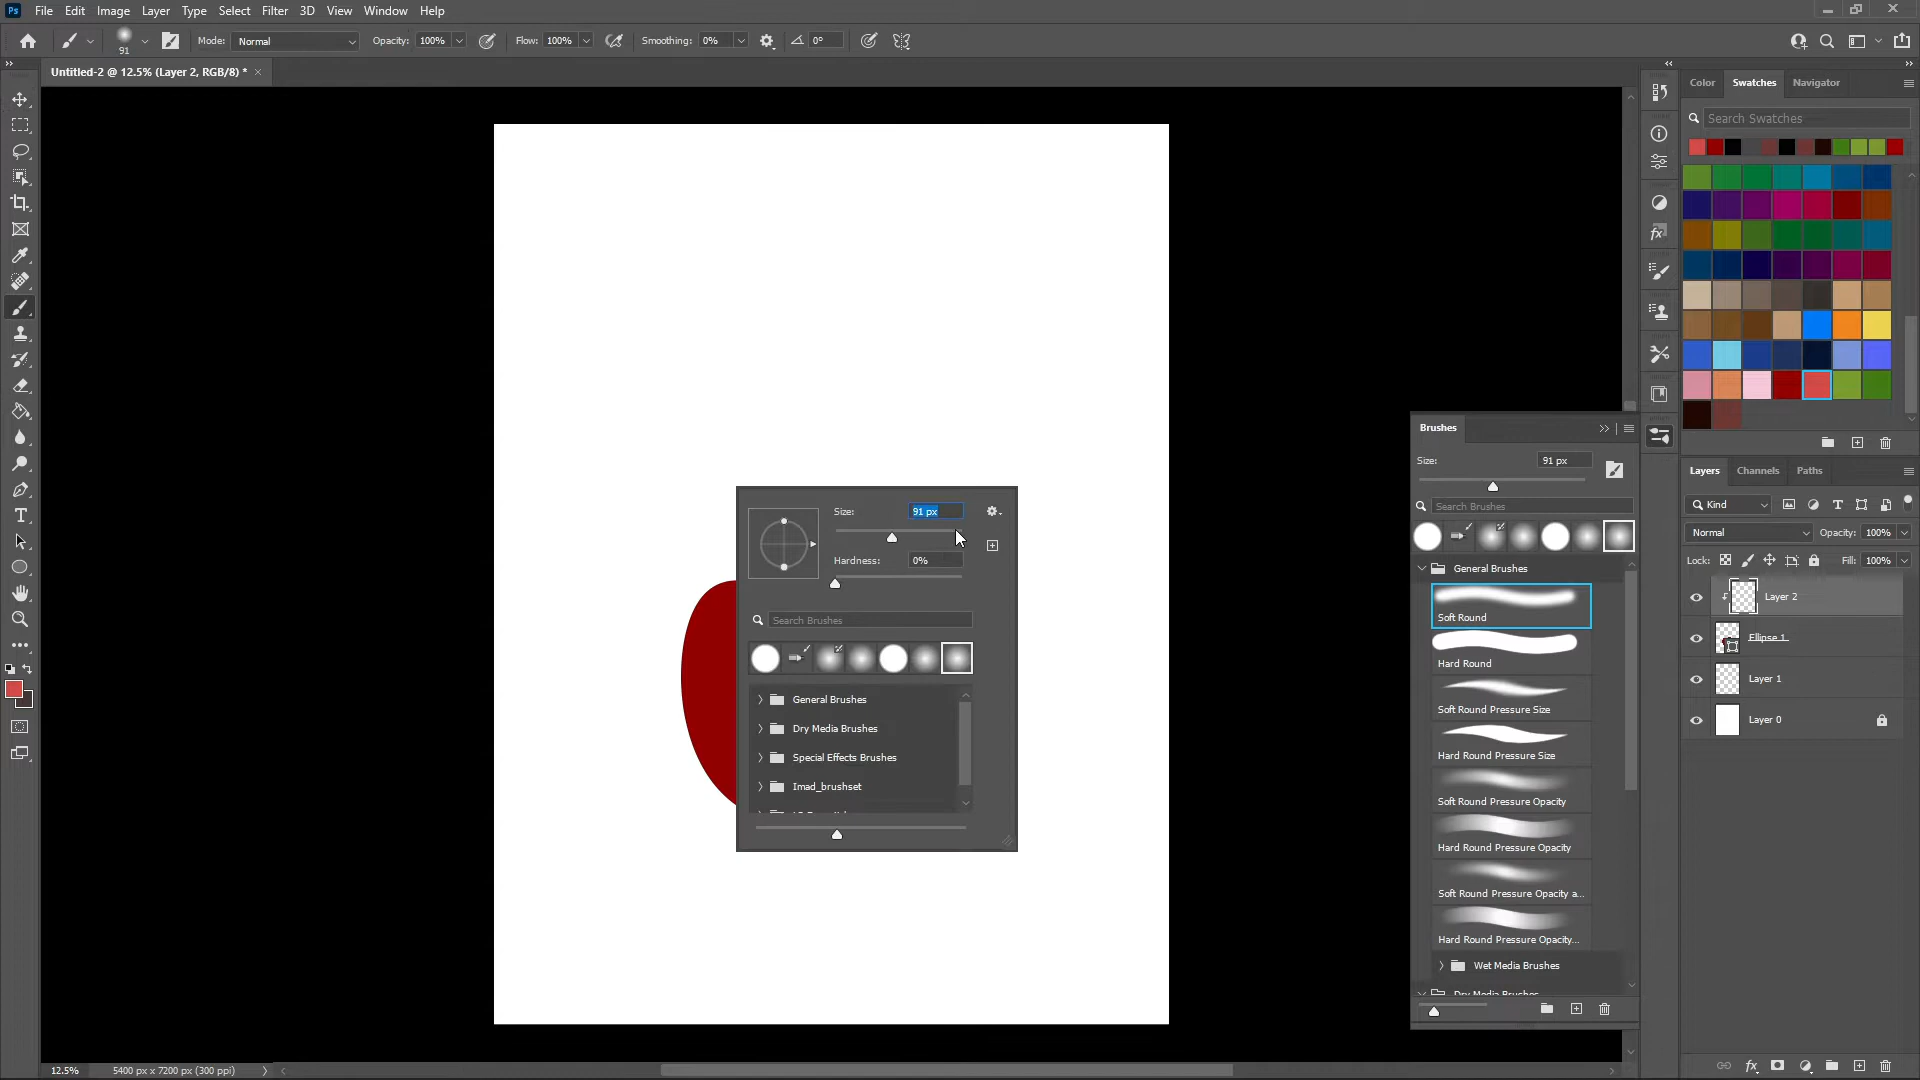 Ps File Edit Image Layer Type Select Filter 3D View Window Help
91 Mode: Normal Opacity: 100% Flow: 100% Smoothing: 0% 0°
Untitled-2 @ 12.5% (Layer 2, RGB/8) * ×
Color Swatches Navigator
Search Swatches
Brushes
Size: 91 px
Search Brushes
General Brushes
Soft Round
Hard Round
Soft Round Pressure Size
Hard Round Pressure Size
Soft Round Pressure Opacity
Hard Round Pressure Opacity
Soft Round Pressure Opacity a...
Hard Round Pressure Opacity...
Wet Media Brushes
Dry Media Brushes
Size: 91 px
Hardness: 0%
Search Brushes
General Brushes
Dry Media Brushes
Special Effects Brushes
Imad_brushset
Layers Channels Paths
Kind
Normal Opacity: 100%
Lock: Fill: 100%
fx
Layer 2
Ellipse 1
Layer 1
Layer 0
fx
12.5% 5400 px x 7200 px (300 ppi)